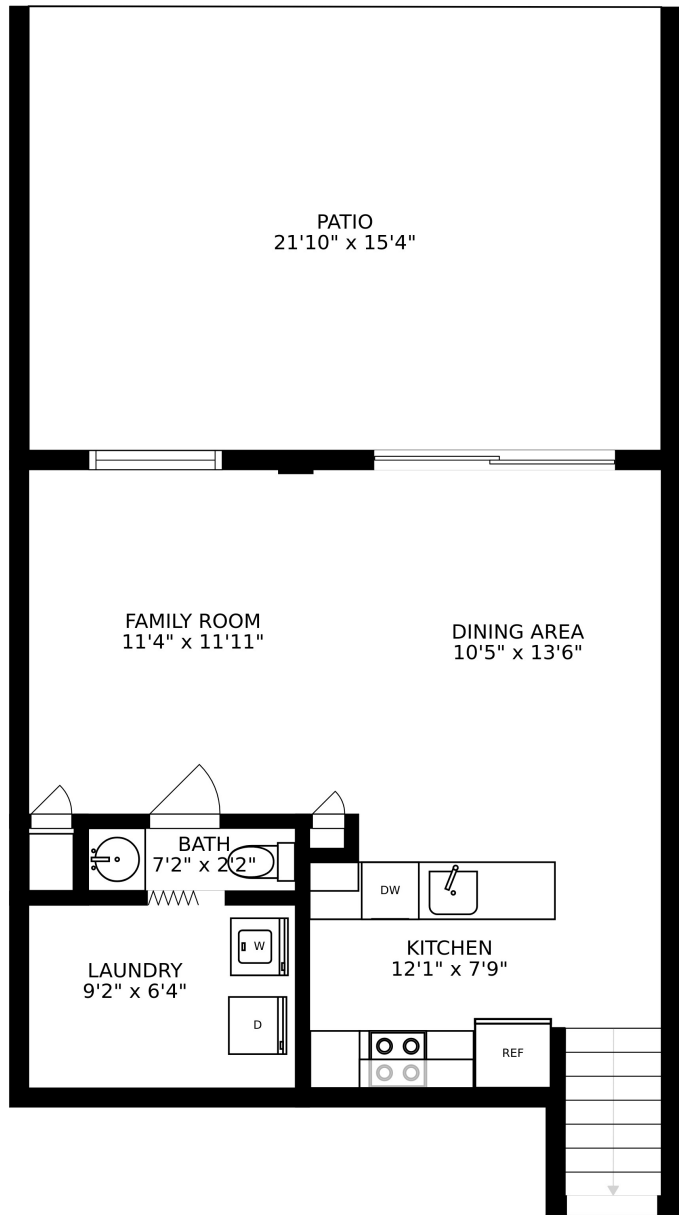 PATIO
21'10" x 15'4"
FAMILY ROOM
11'4" x 11'11"
DINING AREA
10'5" x 13'6"
BATH
7'2" x 2'2"
DW
W
KITCHEN
12'1" x 7'9"
LAUNDRY
9'2" x 6'4"
D
REF